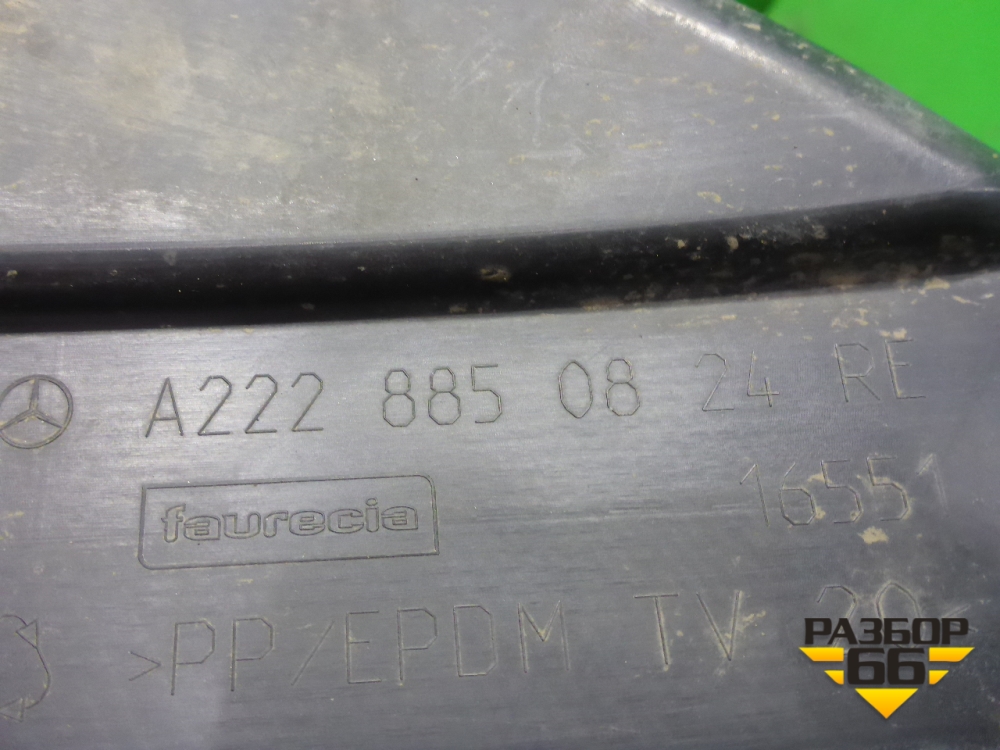 A222 885 08 24 RE
faurecia
16551
>PP/EPDM TV 20
РАЗБОР
66